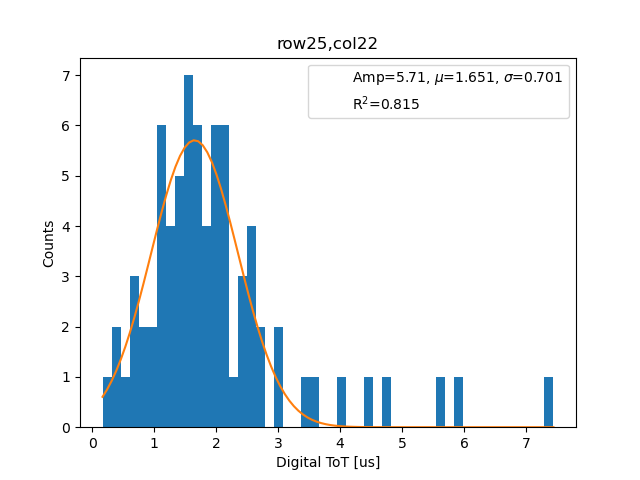 row25,col22
Amp=5.71, μ=1.651, σ=0.701
R²=0.815
7
6
5
4
3
2
1
0
Counts
0 1 2 3 4 5 6 7
Digital ToT [us]